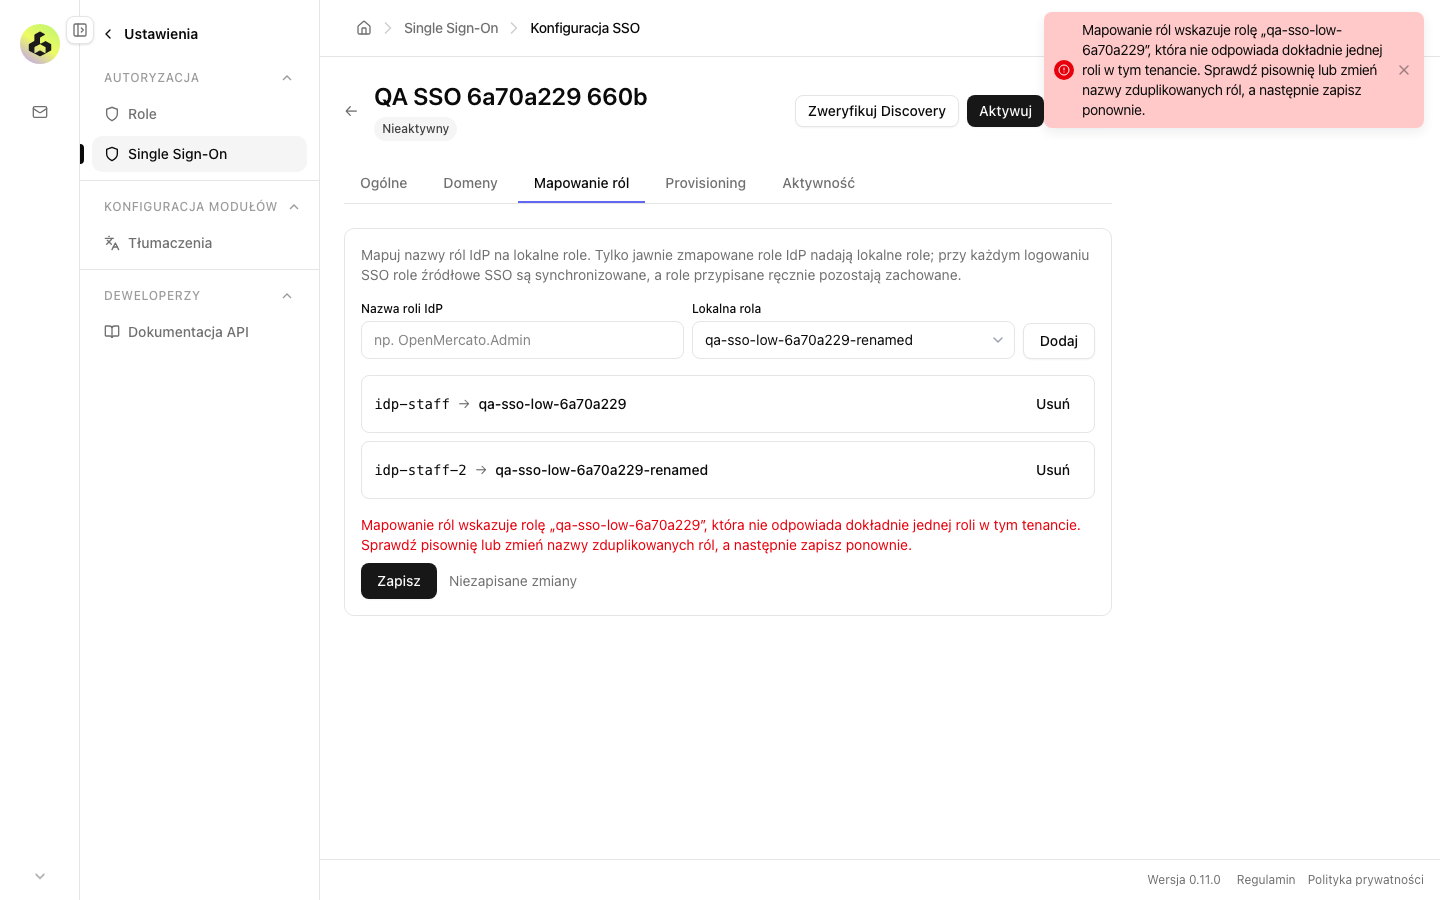 Ustawienia
AUTORYZACJA
Role
Single Sign-On
KONFIGURACJA MODUŁÓW
Tłumaczenia
DEWELOPERZY
Dokumentacja API
Single Sign-On
Konfiguracja SSO
QA SSO 6a70a229 660b
Nieaktywny
Zweryfikuj Discovery
Aktywuj
Mapowanie ról wskazuje rolę „qa-sso-low-
6a70a229”, która nie odpowiada dokładnie jednej
roli w tym tenancie. Sprawdź pisownię lub zmień
nazwy zduplikowanych ról, a następnie zapisz
ponownie.
Ogólne
Domeny
Mapowanie ról
Provisioning
Aktywność
Mapuj nazwy ról IdP na lokalne role. Tylko jawnie zmapowane role IdP nadają lokalne role; przy każdym logowaniu
SSO role źródłowe SSO są synchronizowane, a role przypisane ręcznie pozostają zachowane.
Nazwa roli IdP
Lokalna rola
np. OpenMercato.Admin
qa-sso-low-6a70a229-renamed
Dodaj
idp-staff → qa-sso-low-6a70a229
Usuń
idp-staff-2 → qa-sso-low-6a70a229-renamed
Usuń
Mapowanie ról wskazuje rolę „qa-sso-low-6a70a229”, która nie odpowiada dokładnie jednej roli w tym tenancie.
Sprawdź pisownię lub zmień nazwy zduplikowanych ról, a następnie zapisz ponownie.
Zapisz
Niezapisane zmiany
Wersja 0.11.0
Regulamin
Polityka prywatności